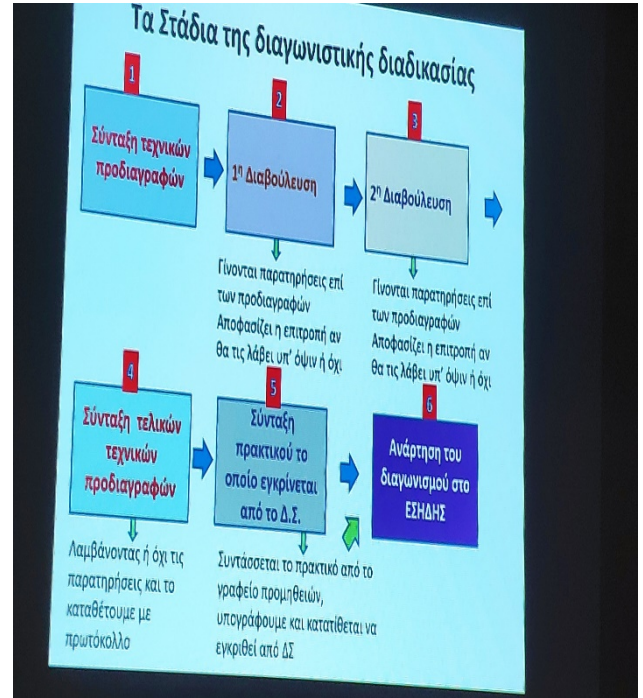 Τα Στάδια της διαγωνιστικής διαδικασίας
1
Σύνταξη τεχνικών
προδιαγραφών
2
1η Διαβούλευση
Γίνονται παρατηρήσεις επί
των προδιαγραφών
Αποφασίζει η επιτροπή αν
θα τις λάβει υπ' όψιν ή όχι
3
2η Διαβούλευση
Γίνονται παρατηρήσεις επί
των προδιαγραφών
Αποφασίζει η επιτροπή αν
θα τις λάβει υπ' όψιν ή όχι
4
Σύνταξη τελικών
τεχνικών
προδιαγραφών
Λαμβάνοντας ή όχι τις
παρατηρήσεις και το
καταθέτουμε με
πρωτόκολλο
5
Σύνταξη
πρακτικού το
οποίο εγκρίνεται
από το Δ.Σ.
Συντάσσεται το πρακτικό από το
γραφείο προμηθειών,
υπογράφουμε και κατατίθεται να
εγκριθεί από ΔΣ
6
Ανάρτηση του
διαγωνισμού στο
ΕΣΗΔΗΣ